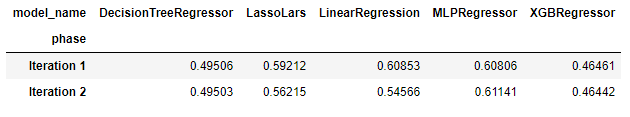 model_name DecisionTreeRegressor LassoLars LinearRegression MLPRegressor XGBRegressor
phase
Iteration 1 0.49506 0.59212 0.60853 0.60806 0.46461
Iteration 2 0.49503 0.56215 0.54566 0.61141 0.46442